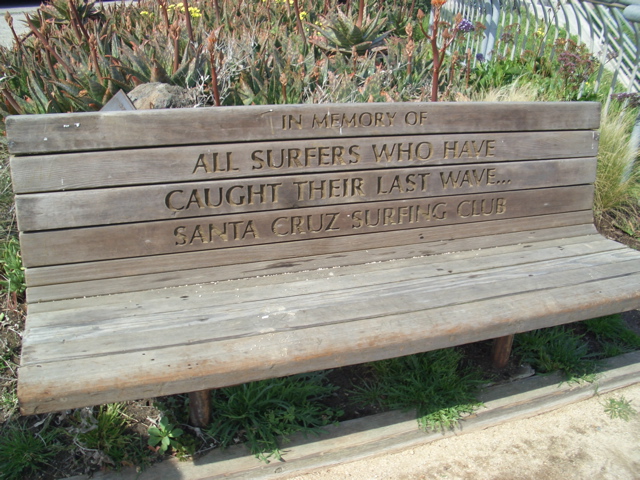 IN MEMORY OF
ALL SURFERS WHO HAVE
CAUGHT THEIR LAST WAVE...
SANTA CRUZ SURFING CLUB